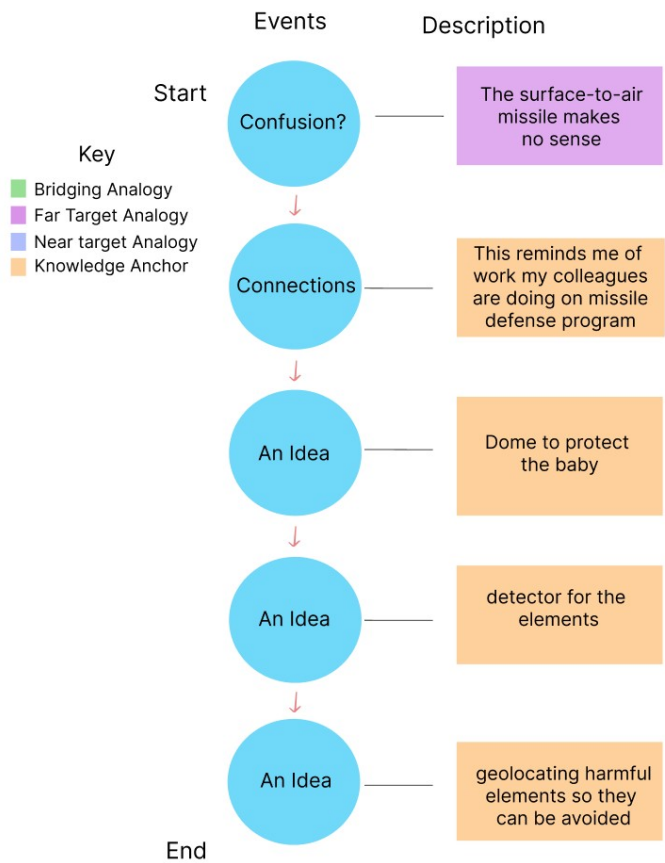 Events
Description
Start
Confusion?
The surface-to-air
missile makes
no sense
Key
Bridging Analogy
Far Target Analogy
Near target Analogy
Knowledge Anchor
Connections
This reminds me of
work my colleagues
are doing on missile
defense program
An Idea
Dome to protect
the baby
An Idea
detector for the
elements
An Idea
geolocating harmful
elements so they
can be avoided
End